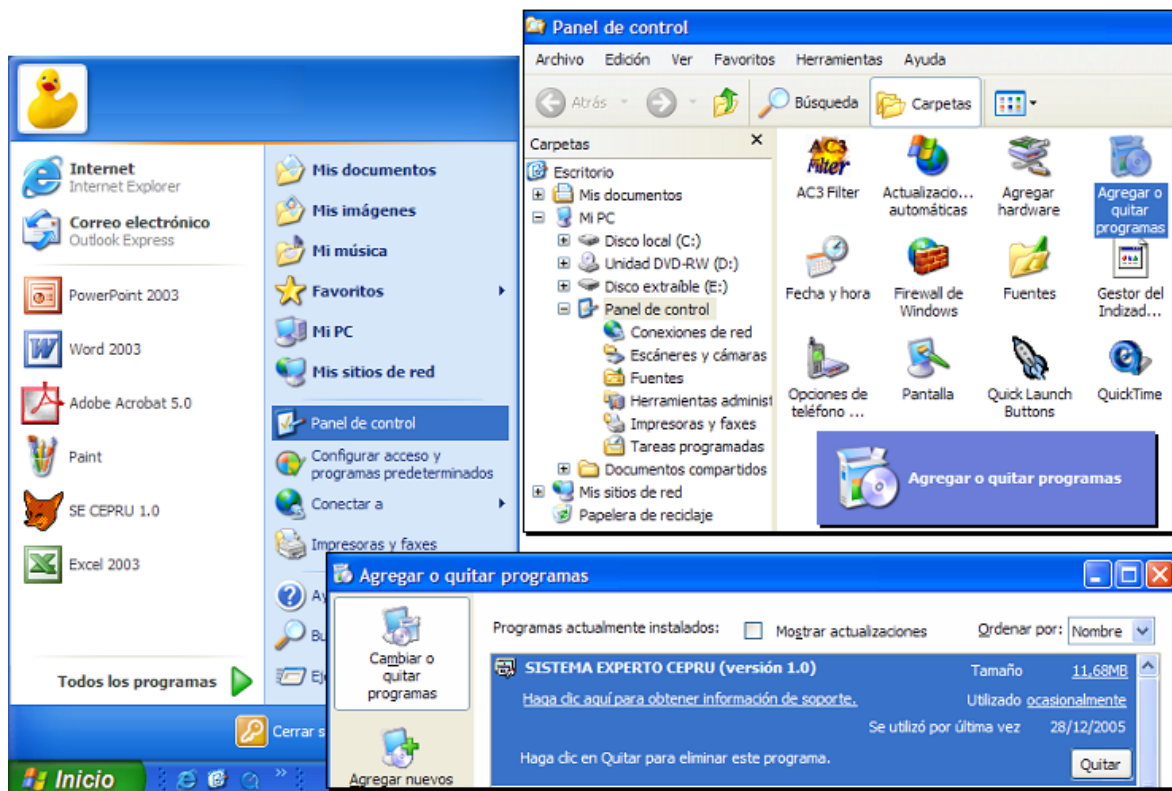 Internet
Internet Explorer
Correo electrónico
Outlook Express
PowerPoint 2003
Word 2003
Adobe Acrobat 5.0
Paint
SE CEPRU 1.0
Excel 2003
Todos los programas
Mis documentos
Mis imágenes
Mi música
Favoritos
Mi PC
Mis sitios de red
Panel de control
Configurar acceso y
programas predeterminados
Conectar a
Impresoras y faxes
Cerrar s
Inicio
Panel de control
Archivo Edición Ver Favoritos Herramientas Ayuda
Atrás Búsqueda Carpetas
Carpetas
Escritorio
Mis documentos
Mi PC
Disco local (C:)
Unidad DVD-RW (D:)
Disco extraíble (E:)
Panel de control
Conexiones de red
Escáneres y cámaras
Fuentes
Herramientas administ
Impresoras y faxes
Tareas programadas
Documentos compartidos
Mis sitios de red
Papelera de reciclaje
AC3 Filter
AC3 Filter
Actualizacio...
automáticas
Agregar
hardware
Agregar o
quitar
programas
Fecha y hora
Firewall de
Windows
Fuentes
Gestor del
Indizad...
Opciones de
teléfono ...
Pantalla
Quick Launch
Buttons
QuickTime
Agregar o quitar programas
Agregar o quitar programas
Cambiar o
quitar
programas
Agregar nuevos
Programas actualmente instalados: Mostrar actualizaciones Ordenar por: Nombre
SISTEMA EXPERTO CEPRU (versión 1.0) Tamaño 11,68MB
Haga clic aquí para obtener información de soporte. Utilizado ocasionalmente
Se utilizó por última vez 28/12/2005
Haga clic en Quitar para eliminar este programa. Quitar